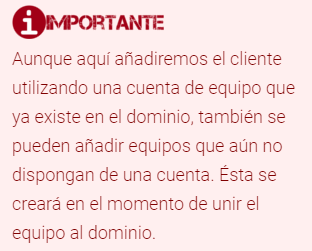 iIMPORTANTE
Aunque aquí añadiremos el cliente
utilizando una cuenta de equipo que
ya existe en el dominio, también se
pueden añadir equipos que aún no
dispongan de una cuenta. Ésta se
creará en el momento de unir el
equipo al dominio.